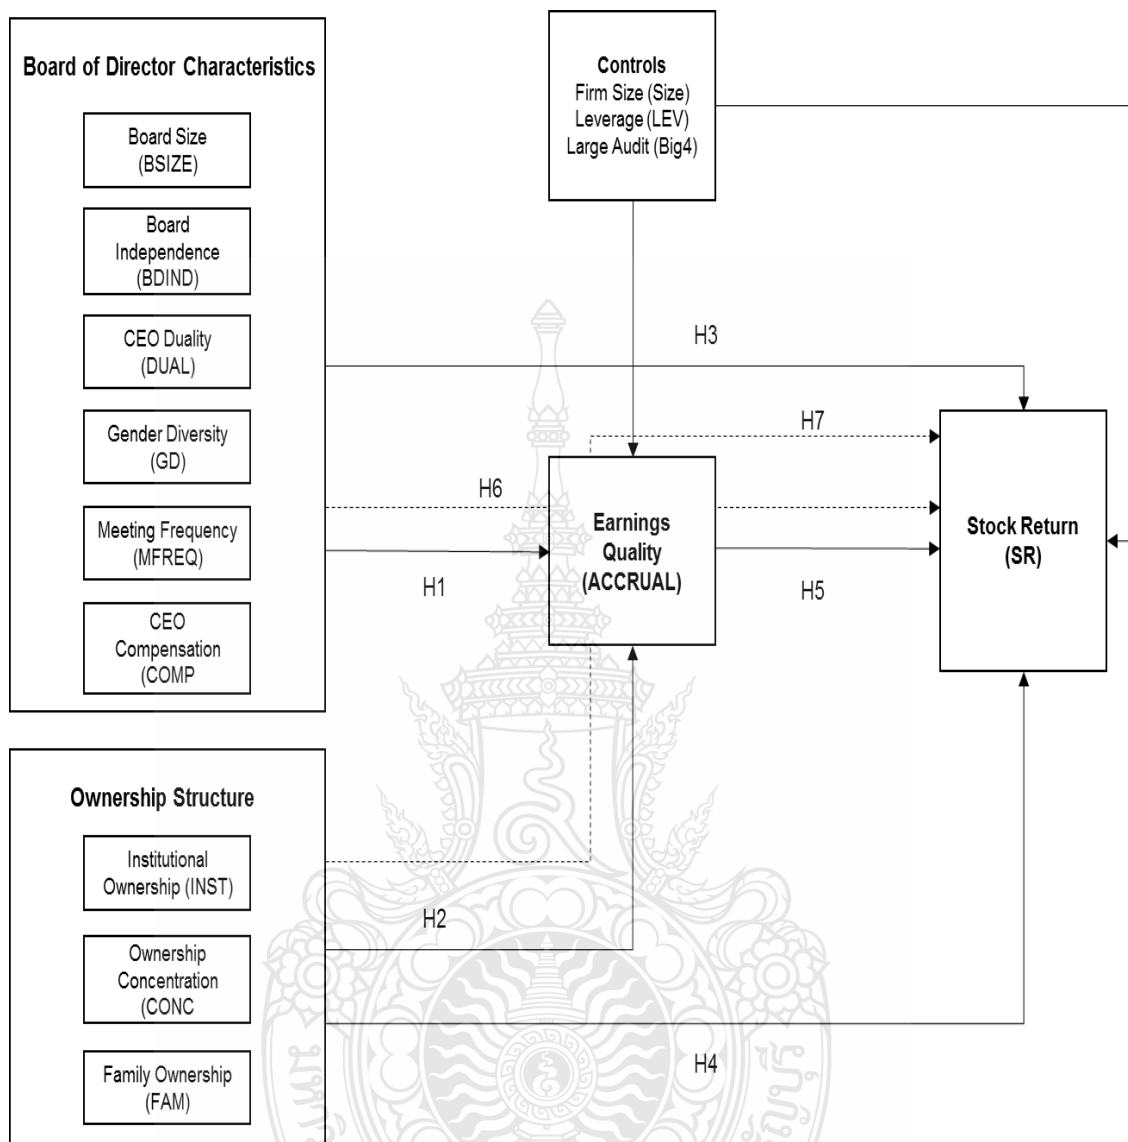 Board of Director Characteristics
Board Size
(BSIZE)
Board
Independence
(BDIND)
CEO Duality
(DUAL)
Gender Diversity
(GD)
Meeting Frequency
(MFREQ)
CEO
Compensation
(COMP
Ownership Structure
Institutional
Ownership (INST)
Ownership
Concentration
(CONC
Family Ownership
(FAM)
Controls
Firm Size (Size)
Leverage (LEV)
Large Audit (Big4)
H3
H7
H6
H1
Earnings
Quality
(ACCRUAL)
H5
Stock Return
(SR)
H2
H4